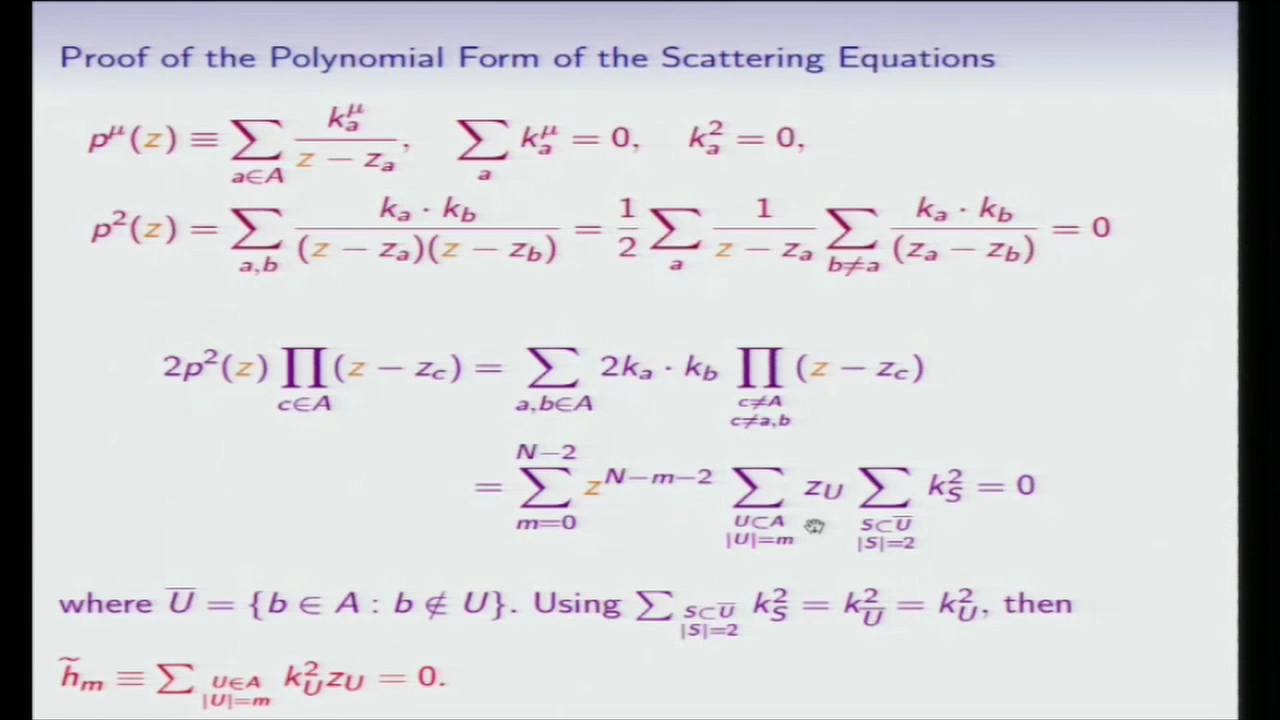 Proof of the Polynomial Form of the Scattering Equations
p^μ(z) ≡ ∑_{a∈A} k_a^μ / (z − z_a), ∑_a k_a^μ = 0, k_a^2 = 0,
p^2(z) = ∑_{a,b} k_a · k_b / ((z − z_a)(z − z_b)) = 1/2 ∑_a 1/(z − z_a) ∑_{b≠a} k_a · k_b / (z_a − z_b) = 0
2p^2(z) ∏_{c∈A} (z − z_c) = ∑_{a,b∈A} 2k_a · k_b ∏_{c≠A c≠a,b} (z − z_c)
= ∑_{m=0}^{N−2} z^{N−m−2} ∑_{U⊂A |U|=m} z_U ∑_{S⊂U̅ |S|=2} k_S^2 = 0
where U̅ = {b ∈ A : b ∉ U}. Using ∑_{S⊂U̅ |S|=2} k_S^2 = k_U̅^2 = k_U^2, then
h̃_m ≡ ∑_{U∈A |U|=m} k_U^2 z_U = 0.